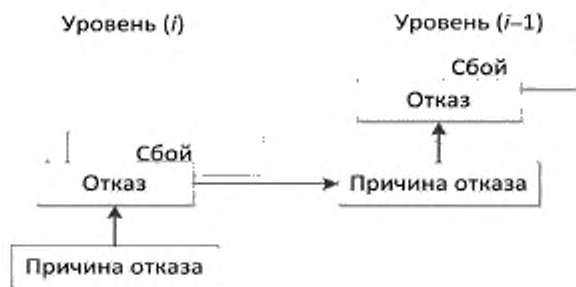 Уровень (i)
Уровень (i–1)
Сбой
Отказ
Сбой
Отказ
Причина отказа
Причина отказа